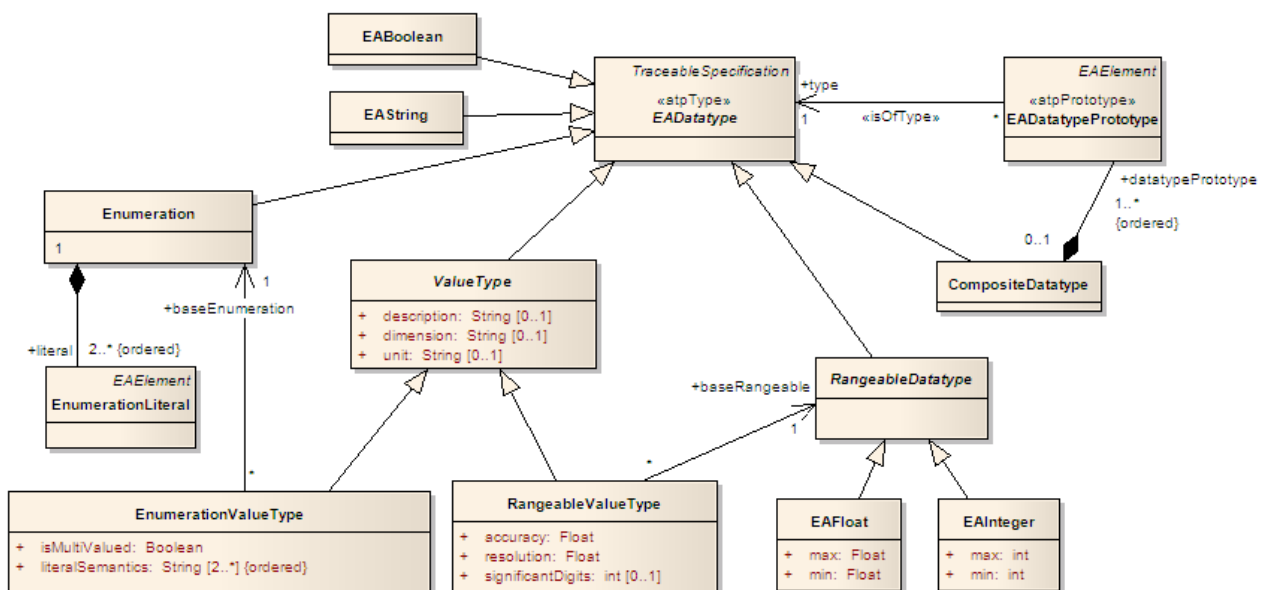 EABoolean
EAString
TraceableSpecification
«atpType»
EADatatype
+type
1
«isOfType»
*
EAElement
«atpPrototype»
EADatatypePrototype
+datatypePrototype
1..*
{ordered}
0..1
CompositeDatatype
Enumeration
1
1
+baseEnumeration
+literal
2..* {ordered}
EAElement
EnumerationLiteral
*
ValueType
+ description: String [0..1]
+ dimension: String [0..1]
+ unit: String [0..1]
+baseRangeable
1
*
RangeableDatatype
EnumerationValueType
+ isMultiValued: Boolean
+ literalSemantics: String [2..*] {ordered}
RangeableValueType
+ accuracy: Float
+ resolution: Float
+ significantDigits: int [0..1]
EAFloat
+ max: Float
+ min: Float
EAInteger
+ max: int
+ min: int